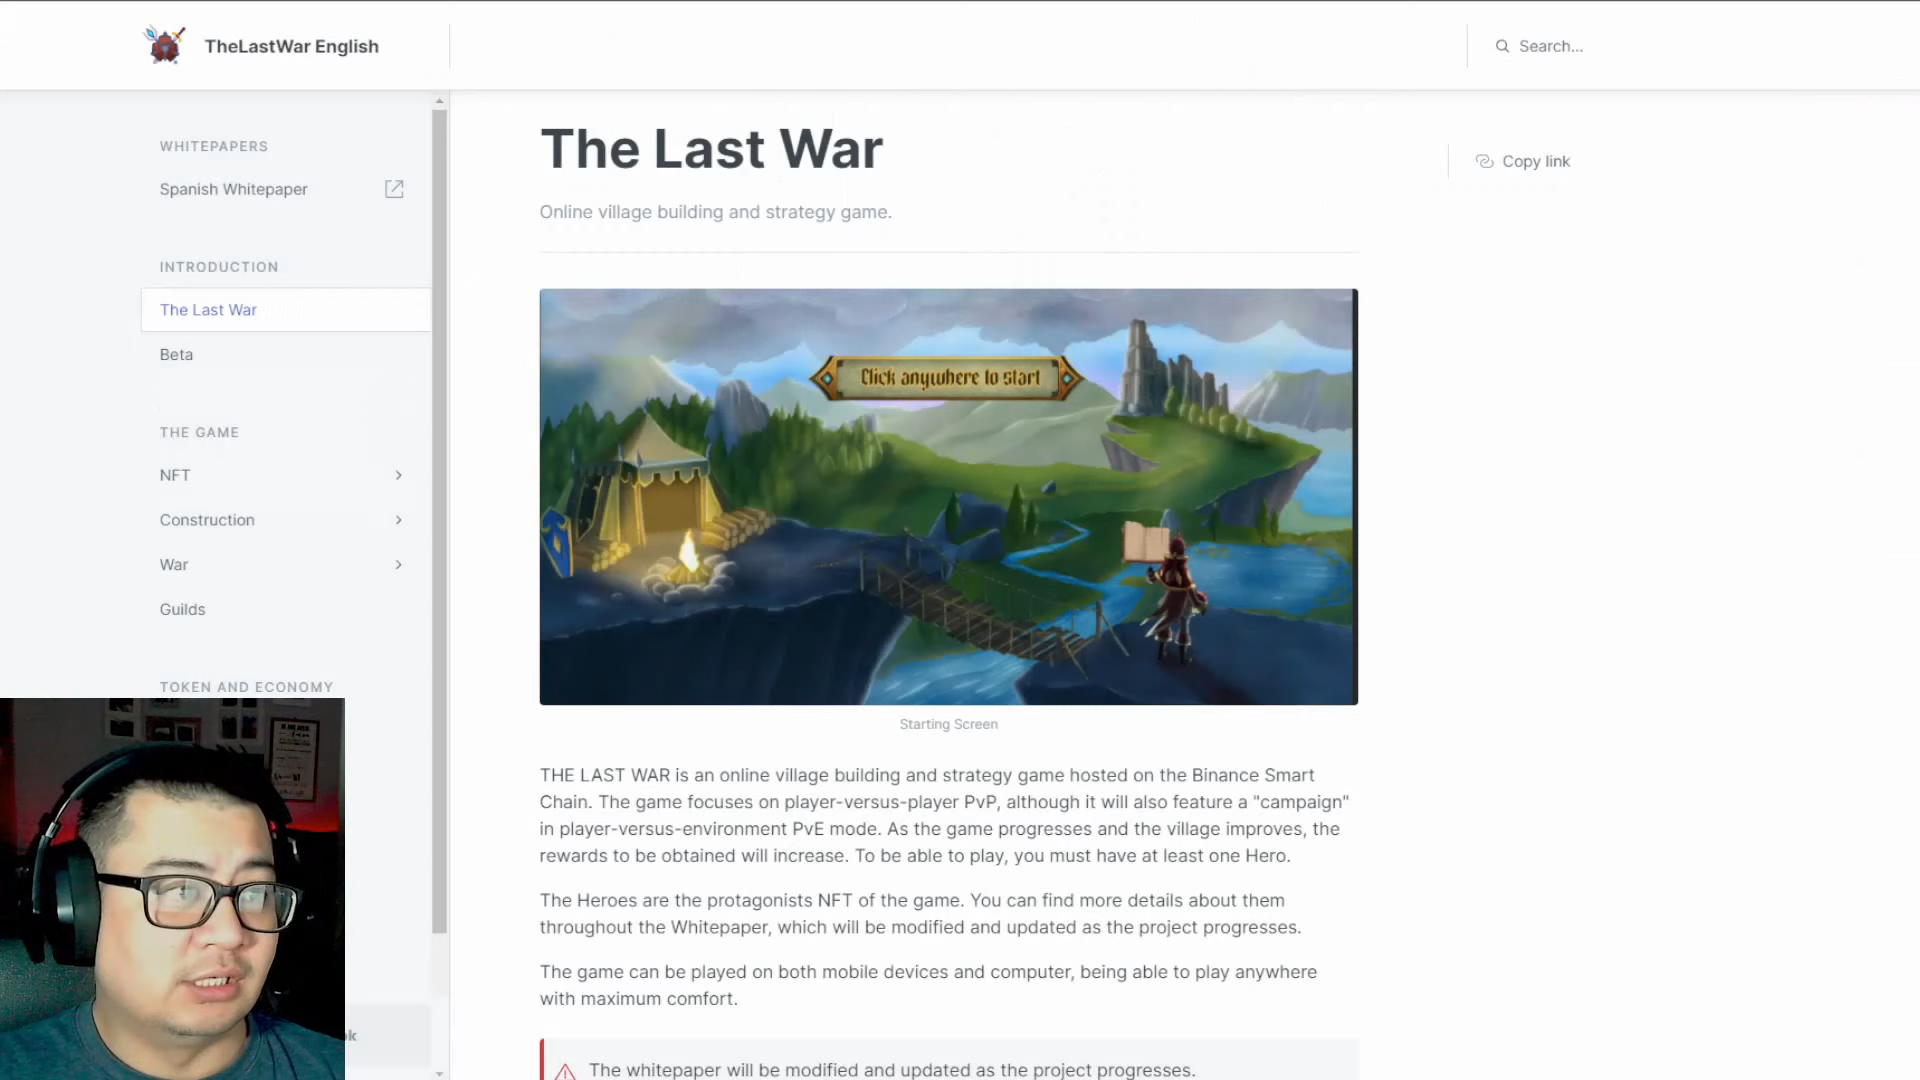 TheLastWar English
Search...
WHITEPAPERS
Spanish Whitepaper
INTRODUCTION
The Last War
Beta
THE GAME
NFT
Construction
War
Guilds
TOKEN AND ECONOMY
The Last War
Copy link
Online village building and strategy game.
Click anywhere to start
Starting Screen
THE LAST WAR is an online village building and strategy game hosted on the Binance Smart
Chain. The game focuses on player-versus-player PvP, although it will also feature a "campaign"
in player-versus-environment PvE mode. As the game progresses and the village improves, the
rewards to be obtained will increase. To be able to play, you must have at least one Hero.
The Heroes are the protagonists NFT of the game. You can find more details about them
throughout the Whitepaper, which will be modified and updated as the project progresses.
The game can be played on both mobile devices and computer, being able to play anywhere
with maximum comfort.
The whitepaper will be modified and updated as the project progresses.